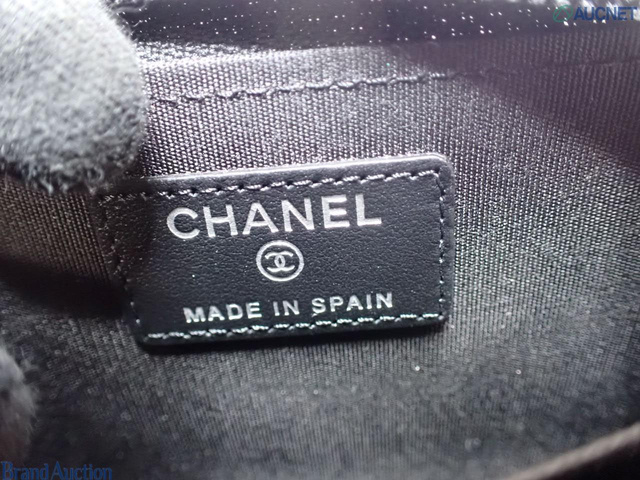 AUCNET
CHANEL
MADE IN SPAIN
Brand Auction